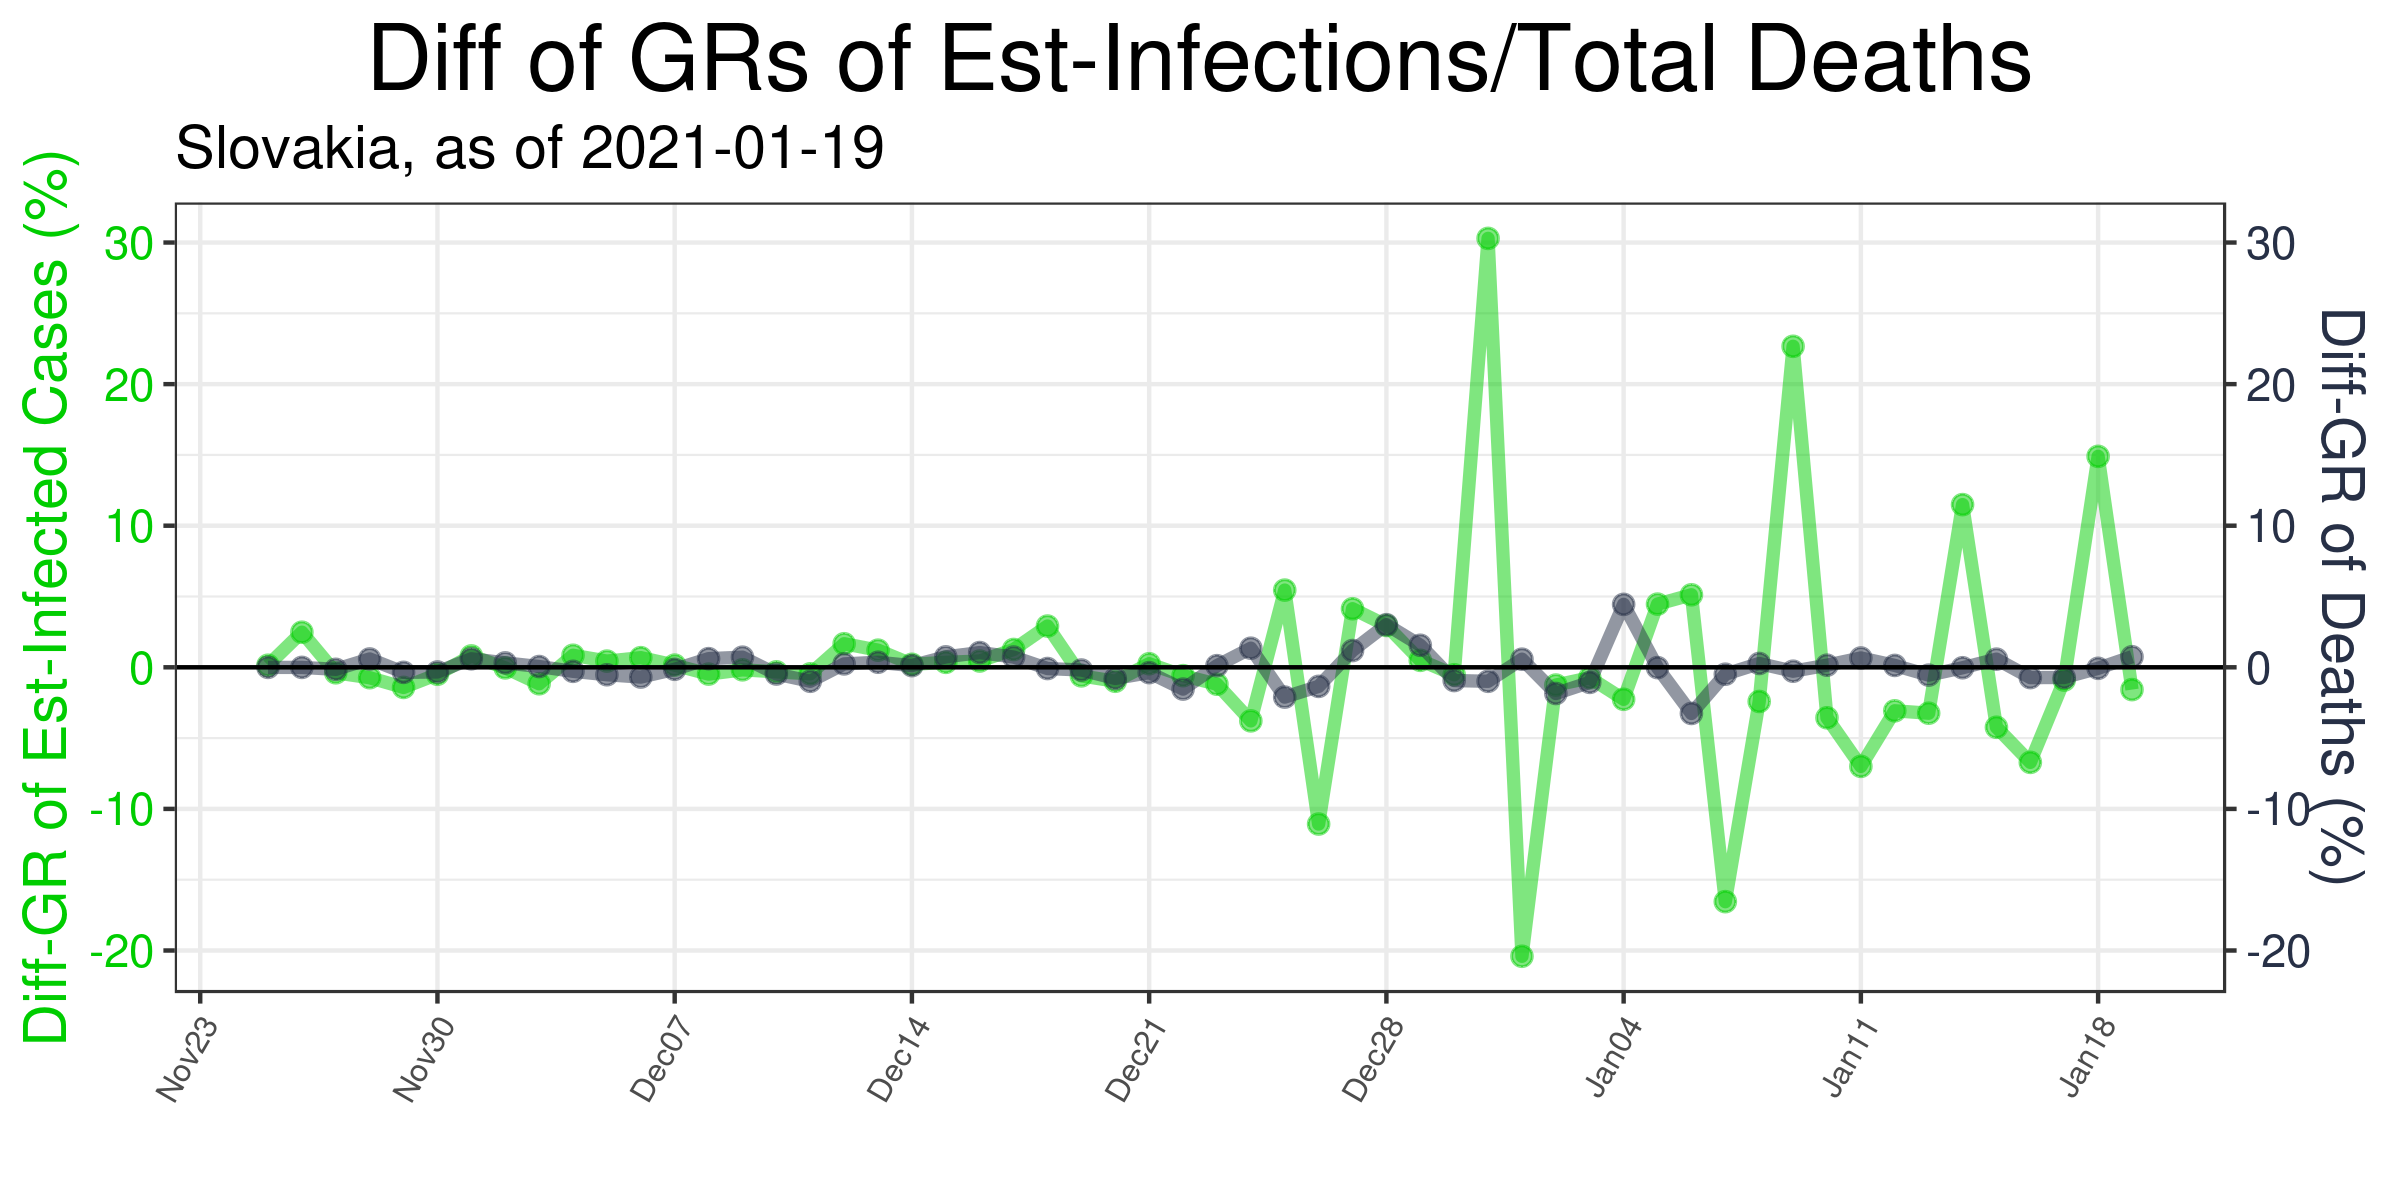 Diff of GRs of Est-Infections/Total Deaths
Slovakia, as of 2021-01-19
Diff-GR of Est-Infected Cases (%)
30
20
10
0
-10
-20
30
20
10
0
-10
-20
Diff-GR of Deaths (%)
Nov23
Nov30
Dec07
Dec14
Dec21
Dec28
Jan04
Jan11
Jan18